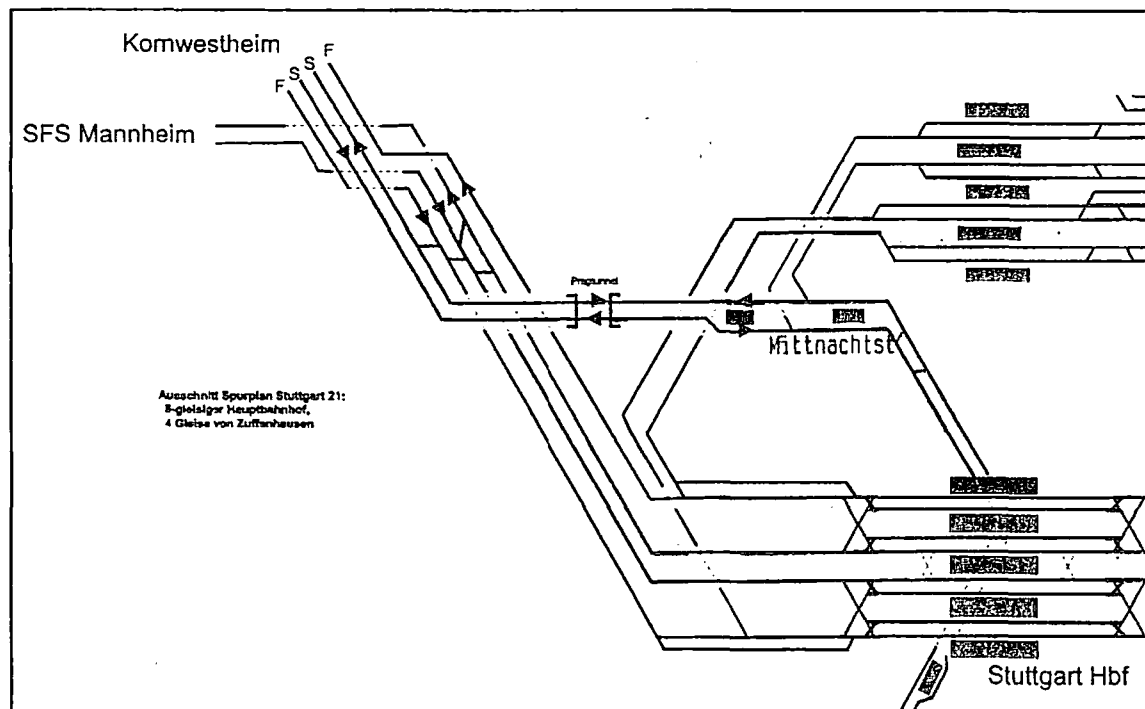 Kornwestheim
F
S
S
F
SFS Mannheim
Pragtunnel
Mittnachtst
Ausschnitt Spurplan Stuttgart 21:
8-gleisiger Hauptbahnhof,
4 Gleise von Zuffenhausen
Stuttgart Hbf